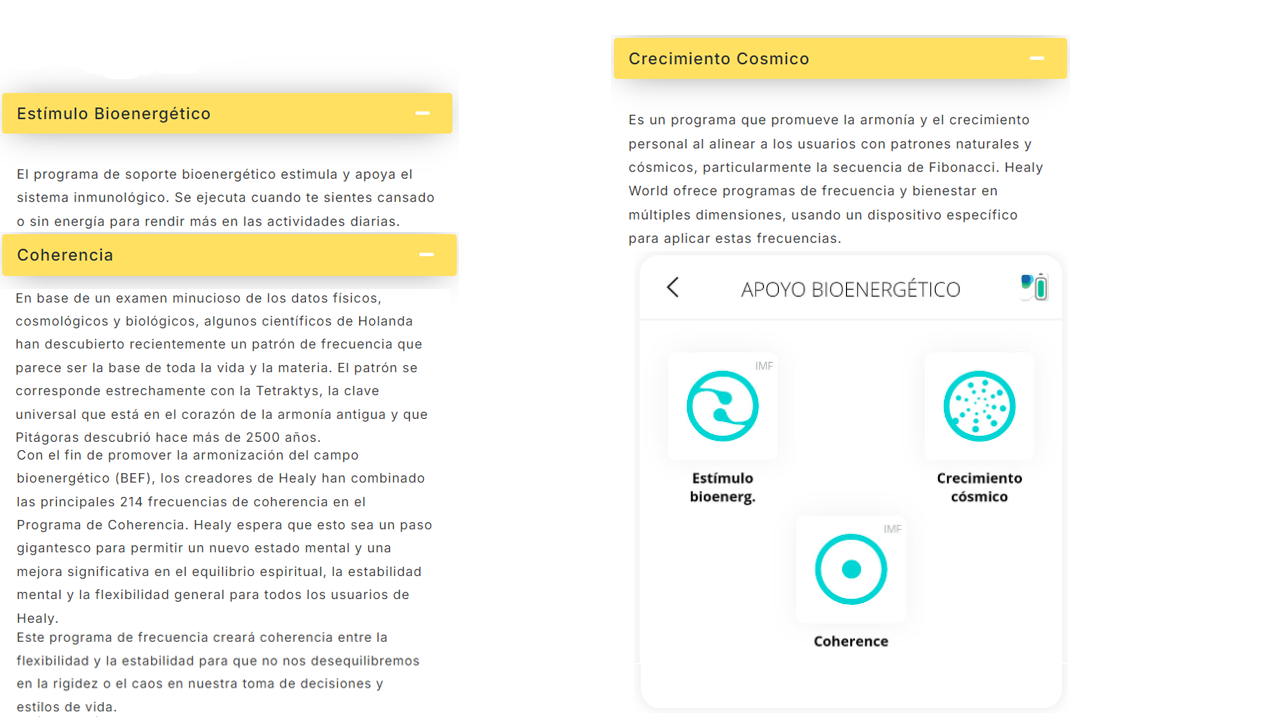 Estímulo Bioenergético
El programa de soporte bioenergético estimula y apoya el
sistema inmunológico. Se ejecuta cuando te sientes cansado
o sin energía para rendir más en las actividades diarias.
Coherencia
En base de un examen minucioso de los datos físicos,
cosmológicos y biológicos, algunos científicos de Holanda
han descubierto recientemente un patrón de frecuencia que
parece ser la base de toda la vida y la materia. El patrón se
corresponde estrechamente con la Tetraktys, la clave
universal que está en el corazón de la armonía antigua y que
Pitágoras descubrió hace más de 2500 años.
Con el fin de promover la armonización del campo
bioenergético (BEF), los creadores de Healy han combinado
las principales 214 frecuencias de coherencia en el
Programa de Coherencia. Healy espera que esto sea un paso
gigantesco para permitir un nuevo estado mental y una
mejora significativa en el equilibrio espiritual, la estabilidad
mental y la flexibilidad general para todos los usuarios de
Healy.
Este programa de frecuencia creará coherencia entre la
flexibilidad y la estabilidad para que no nos desequilibremos
en la rigidez o el caos en nuestra toma de decisiones y
estilos de vida.
Crecimiento Cosmico
Es un programa que promueve la armonía y el crecimiento
personal al alinear a los usuarios con patrones naturales y
cósmicos, particularmente la secuencia de Fibonacci. Healy
World ofrece programas de frecuencia y bienestar en
múltiples dimensiones, usando un dispositivo específico
para aplicar estas frecuencias.
APOYO BIOENERGÉTICO
IMF
Estímulo
bioenerg.
Crecimiento
cósmico
IMF
Coherence